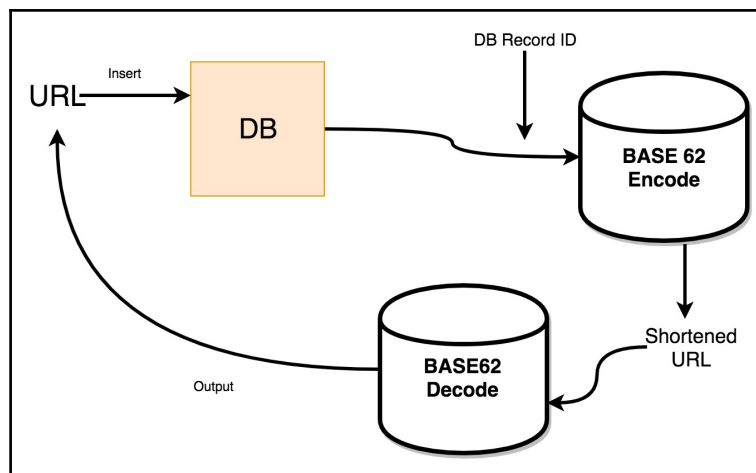 DB Record ID
Insert
URL
DB
BASE 62
Encode
Shortened
URL
BASE62
Decode
Output